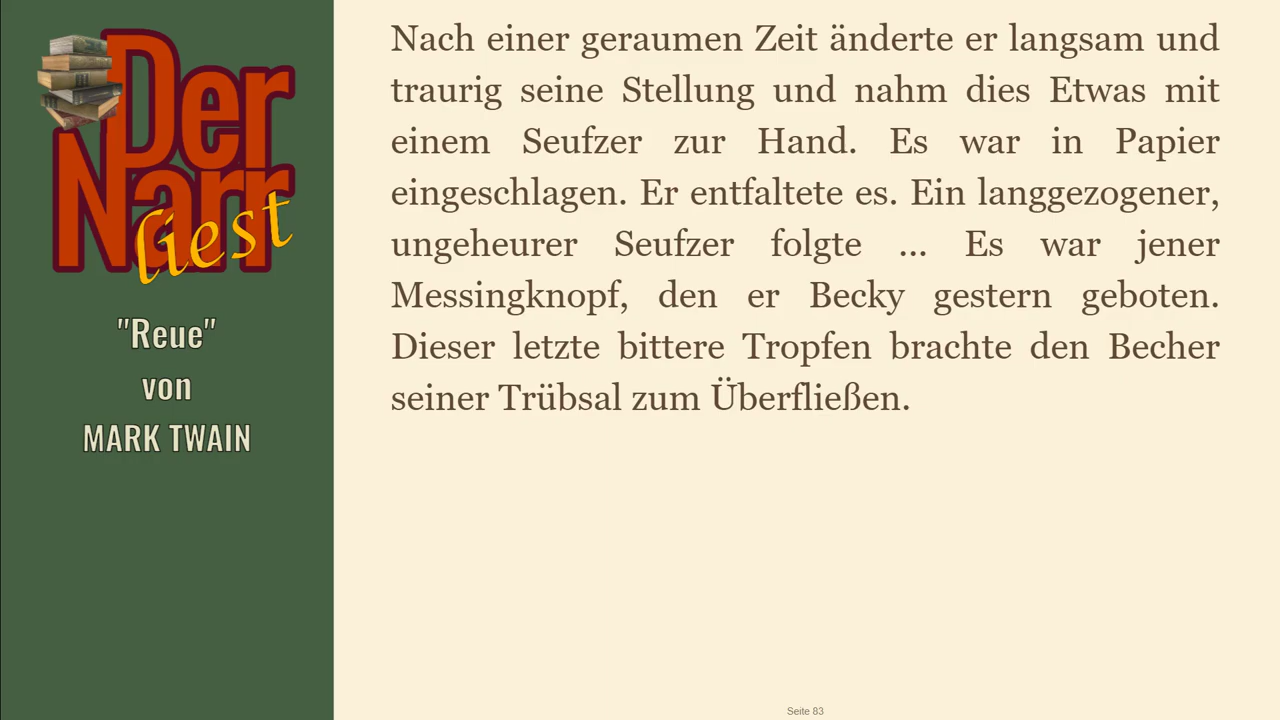 Der
Narr
liest
"Reue"
von
MARK TWAIN
Nach einer geraumen Zeit änderte er langsam und
traurig seine Stellung und nahm dies Etwas mit
einem Seufzer zur Hand. Es war in Papier
eingeschlagen. Er entfaltete es. Ein langgezogener,
ungeheurer Seufzer folgte ... Es war jener
Messingknopf, den er Becky gestern geboten.
Dieser letzte bittere Tropfen brachte den Becher
seiner Trübsal zum Überfließen.
Seite 83